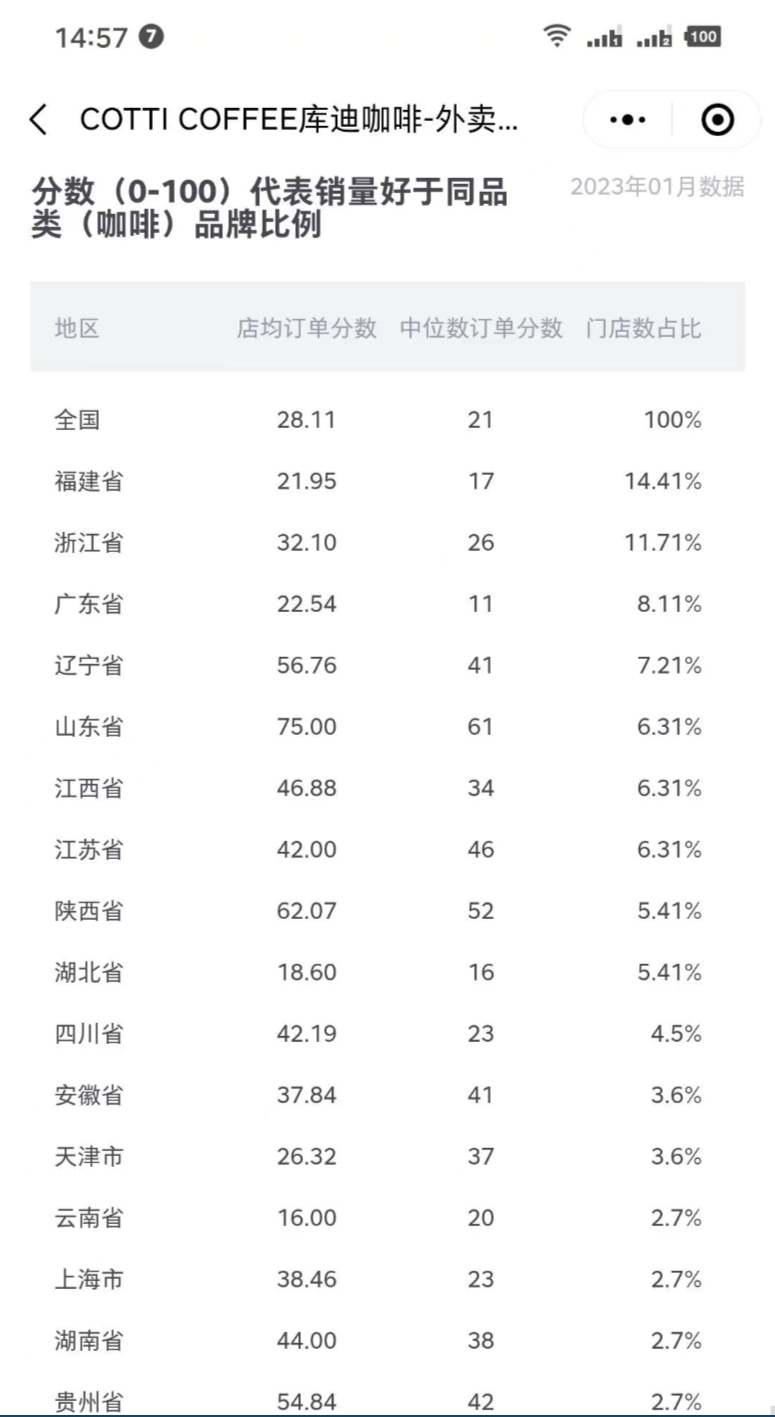 14:57 7 2 100
COTTI COFFEE库迪咖啡-外卖...
分数（0-100）代表销量好于同品
类（咖啡）品牌比例
2023年01月数据
地区 店均订单分数 中位数订单分数 门店数占比
全国 28.11 21 100%
福建省 21.95 17 14.41%
浙江省 32.10 26 11.71%
广东省 22.54 11 8.11%
辽宁省 56.76 41 7.21%
山东省 75.00 61 6.31%
江西省 46.88 34 6.31%
江苏省 42.00 46 6.31%
陕西省 62.07 52 5.41%
湖北省 18.60 16 5.41%
四川省 42.19 23 4.5%
安徽省 37.84 41 3.6%
天津市 26.32 37 3.6%
云南省 16.00 20 2.7%
上海市 38.46 23 2.7%
湖南省 44.00 38 2.7%
贵州省 54.84 42 2.7%